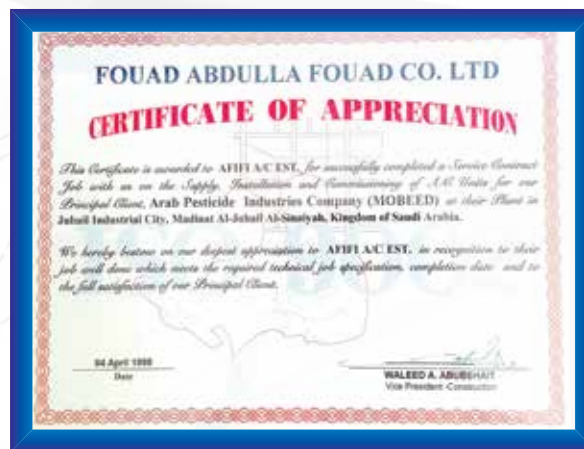 FOUAD ABDULLA FOUAD CO. LTD
CERTIFICATE OF APPRECIATION
This Certificate is awarded to AFIFI A/C EST. for successfully completed a Service Contract
Job with us on the Supply, Installation and Commissioning of A/C Units for our
Principal Client, Arab Pesticide Industries Company (MOBEED) at their Plant in
Jubail Industrial City, Madinat Al-Jubail Al-Sinaiyah, Kingdom of Saudi Arabia.
We hereby bestow on our deepest appreciation to AFIFI A/C EST. in recognition to their
job well done which meets the required technical job specification, completion date and to
the full satisfaction of our Principal Client.
04 April 1998
Date
WALEED A. ABUBSHAIT
Vice President -Construction